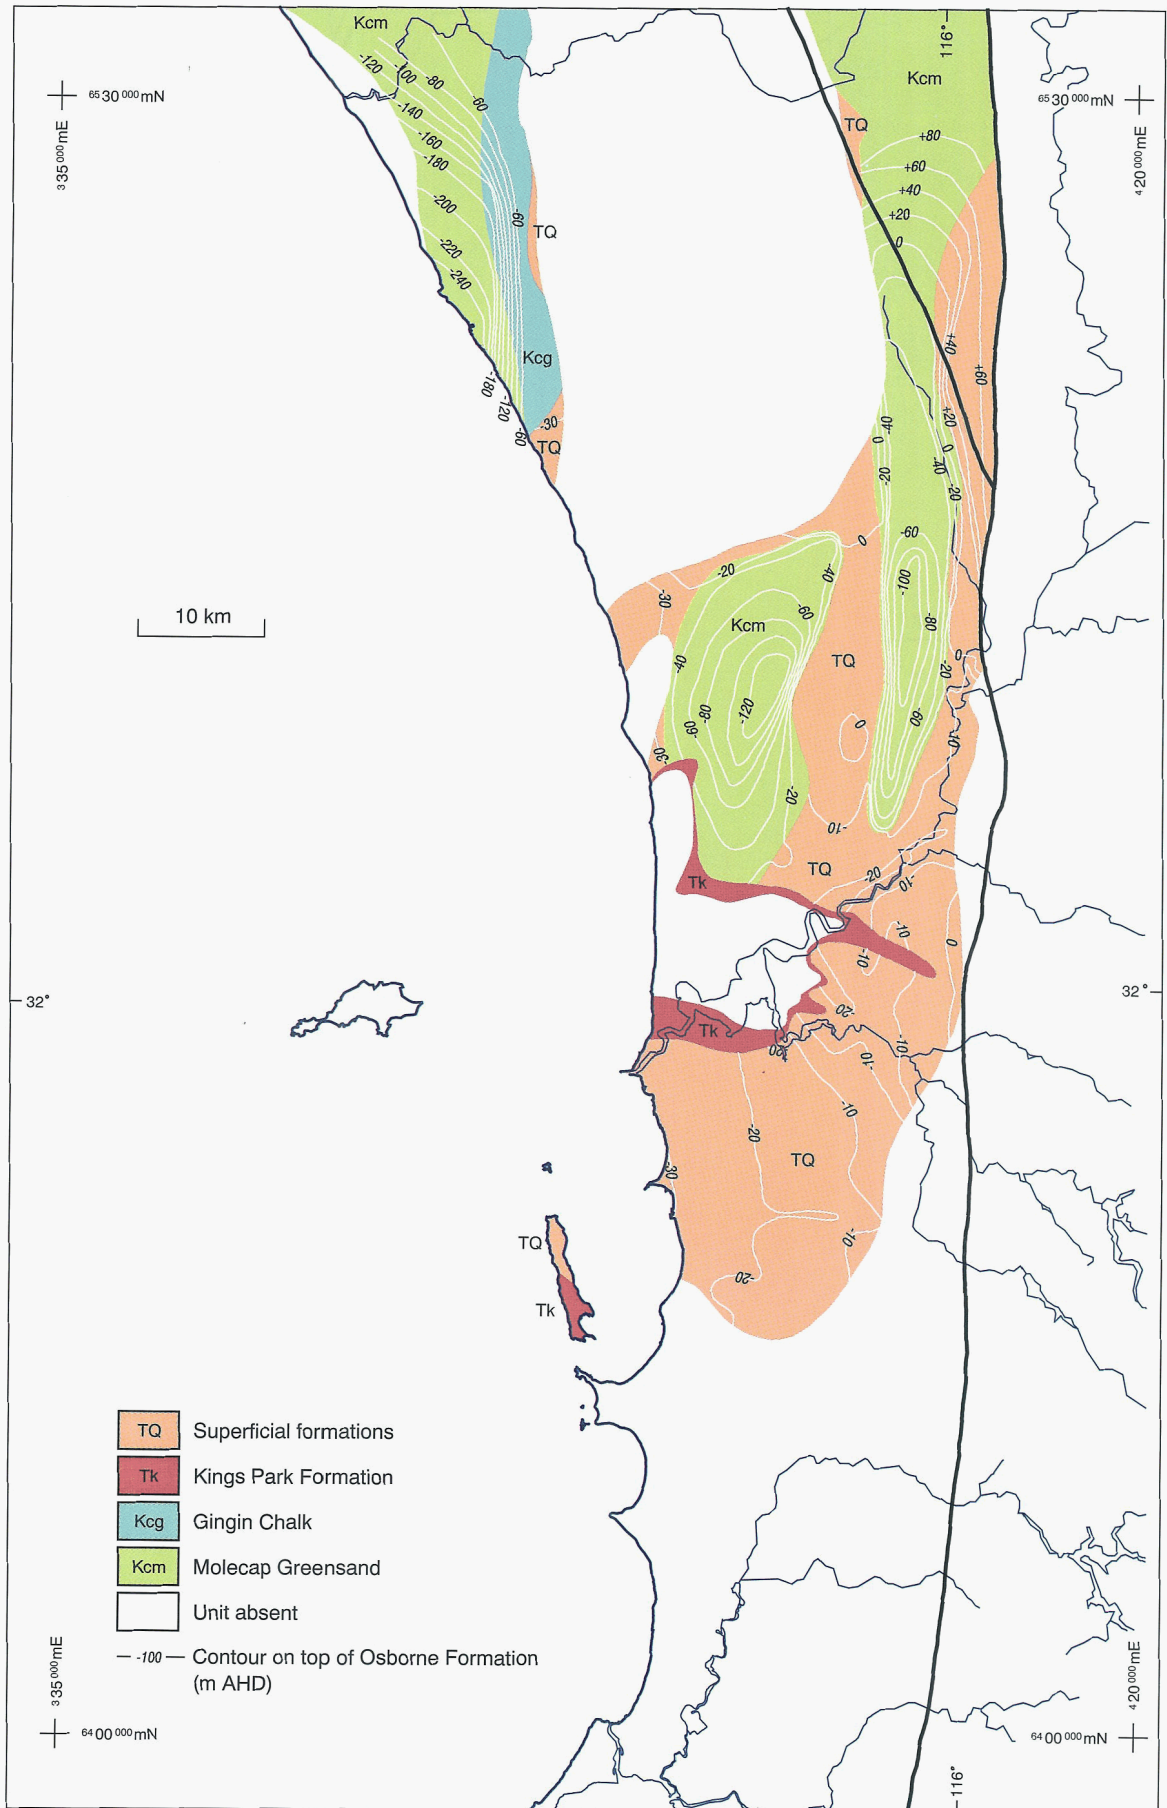 Kcm
116°
-120
-100
-80
-60
Kcm
65 30 000 mN
65 30 000 mN
-140
TQ
+80
-160
3 35 000 mE
4 20 000 mE
-180
+60
+40
-200
+20
-60
TQ
0
-220
-240
+40
Kcg
+60
-180
-120
+20
-30
-40
0
-60
TQ
0
-40
-20
-20
-60
0
-20
-40
-100
-30
-60
10 km
Kcm
-80
TQ
0
-40
-20
-120
-80
-60
-60
0
-10
-30
-20
-10
TQ
-20
-10
Tk
-10
0
-10
32°
32°
-20
Tk
-20
-10
-10
-10
-20
TQ
-30
TQ
-10
-20
Tk
TQ
Superficial formations
Tk
Kings Park Formation
Kcg
Gingin Chalk
Kcm
Molecap Greensand
Unit absent
-100
Contour on top of Osborne Formation
(m AHD)
3 35 000 mE
4 20 000 mE
64 00 000 mN
64 00 000 mN
116°